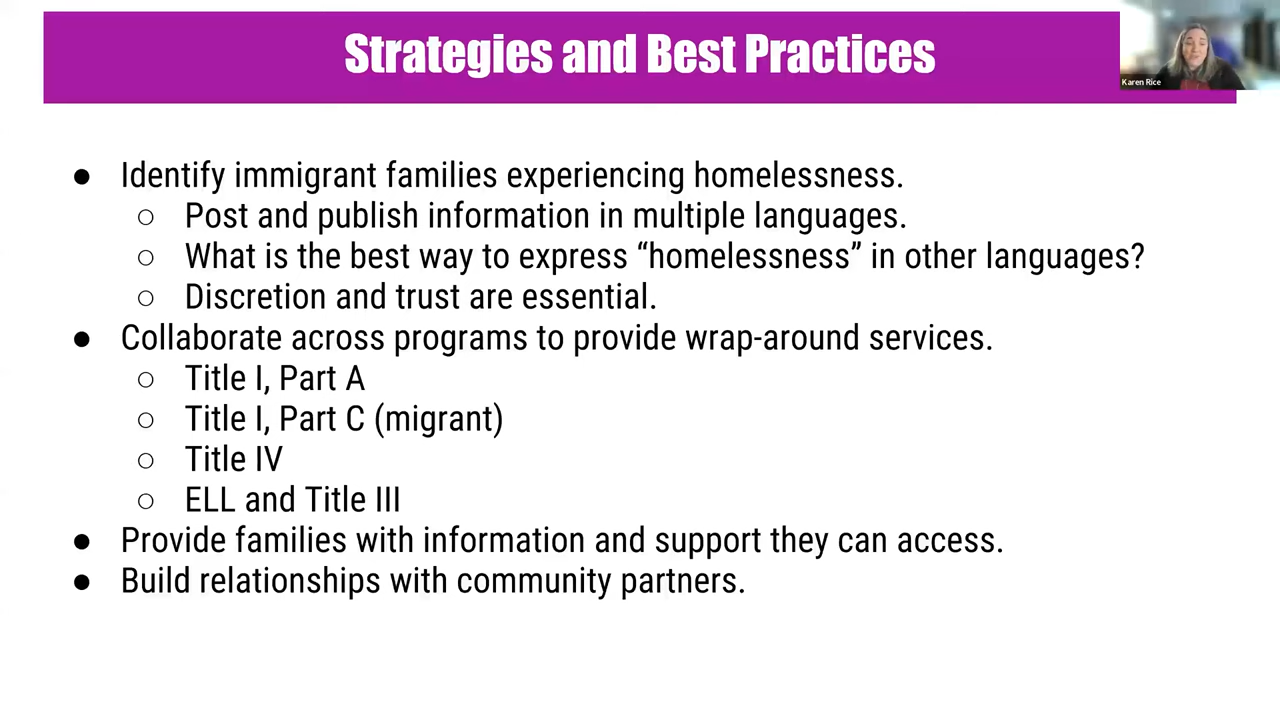 Strategies and Best Practices
Karen Rice
● Identify immigrant families experiencing homelessness.
○ Post and publish information in multiple languages.
○ What is the best way to express “homelessness” in other languages?
○ Discretion and trust are essential.
● Collaborate across programs to provide wrap-around services.
○ Title I, Part A
○ Title I, Part C (migrant)
○ Title IV
○ ELL and Title III
● Provide families with information and support they can access.
● Build relationships with community partners.